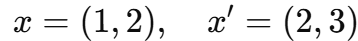 x = (1, 2), x′ = (2, 3)